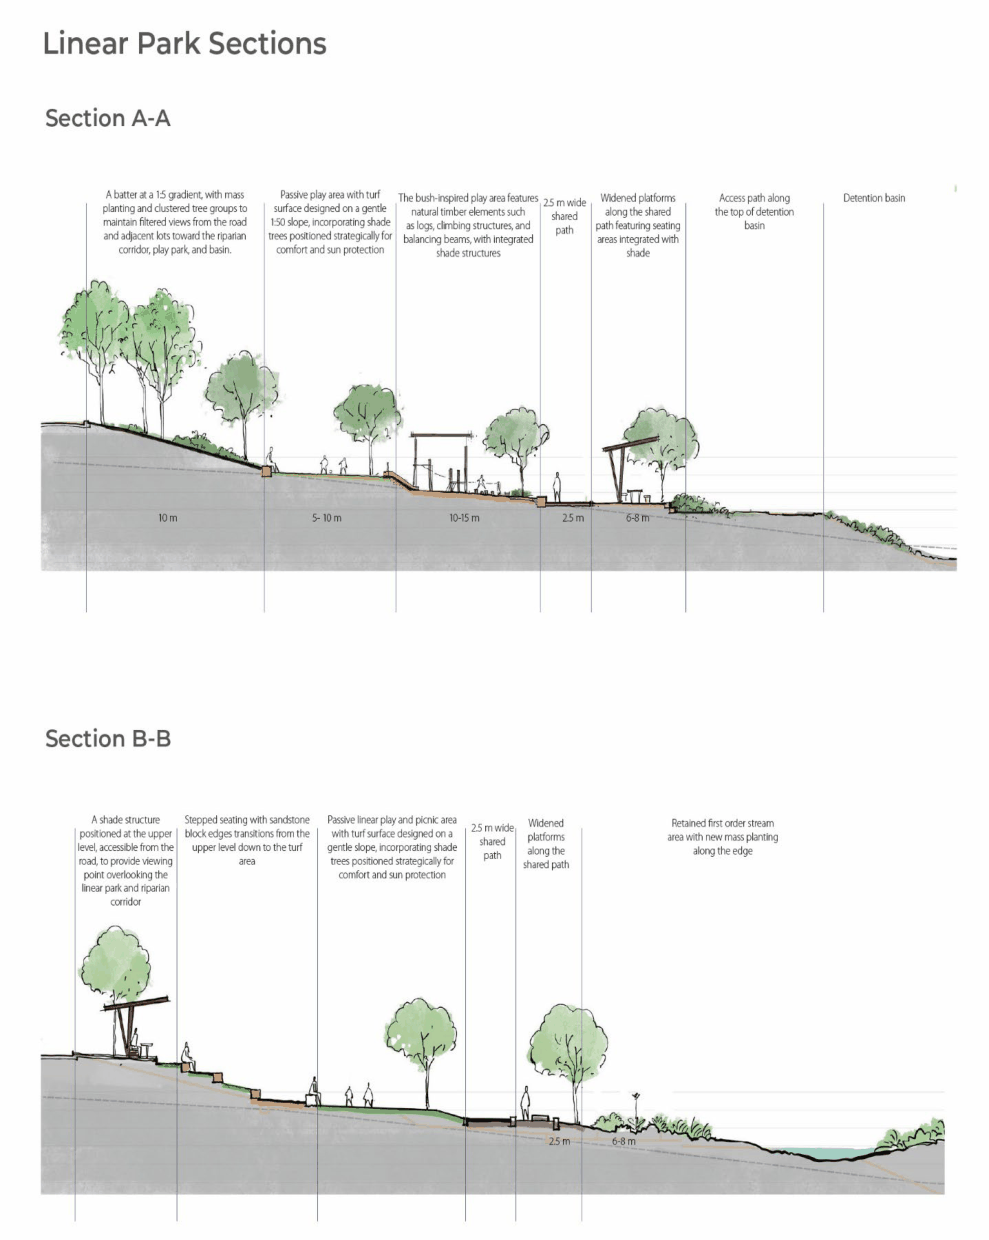 Linear Park Sections
Section A-A
A batter at a 1:5 gradient, with mass
planting and clustered tree groups to
maintain filtered views from the road
and adjacent lots toward the riparian
corridor, play park, and basin.
Passive play area with turf
surface designed on a gentle
1:50 slope, incorporating shade
trees positioned strategically for
comfort and sun protection
The bush-inspired play area features
natural timber elements such
as logs, climbing structures, and
balancing beams, with integrated
shade structures
2.5 m wide
shared
path
Widened platforms
along the shared
path featuring seating
areas integrated with
shade
Access path along
the top of detention
basin
Detention basin
10 m
5- 10 m
10-15 m
2.5 m
6-8 m
Section B-B
A shade structure
positioned at the upper
level, accessible from the
road, to provide viewing
point overlooking the
linear park and riparian
corridor
Stepped seating with sandstone
block edges transitions from the
upper level down to the turf
area
Passive linear play and picnic area
with turf surface designed on a
gentle slope, incorporating shade
trees positioned strategically for
comfort and sun protection
2.5 m wide
shared
path
Widened
platforms
along the
shared path
Retained first order stream
area with new mass planting
along the edge
2.5 m
6-8 m